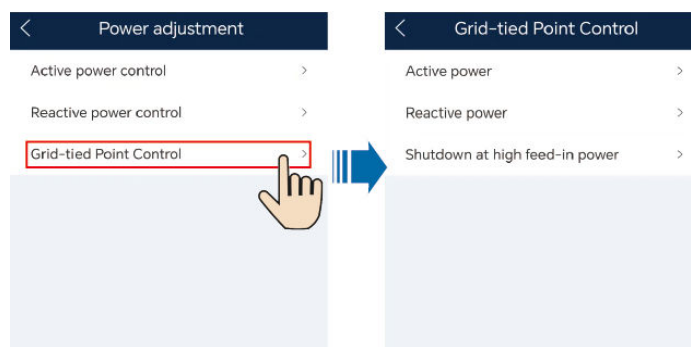 Power adjustment
Active power control
Reactive power control
Grid-tied Point Control
Grid-tied Point Control
Active power
Reactive power
Shutdown at high feed-in power